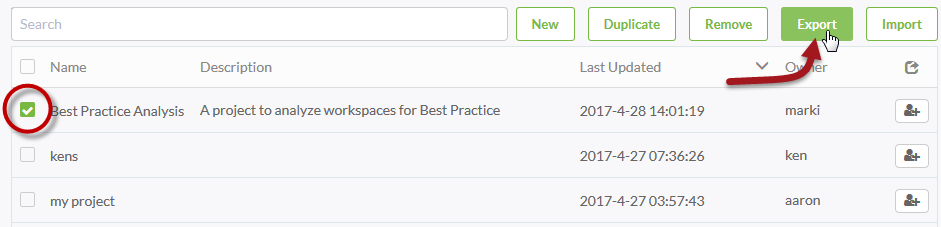 Search New Duplicate Remove Export Import
Name Description Last Updated Owner
Best Practice Analysis A project to analyze workspaces for Best Practice 2017-4-28 14:01:19 marki
kens 2017-4-27 07:36:26 ken
my project 2017-4-27 03:57:43 aaron